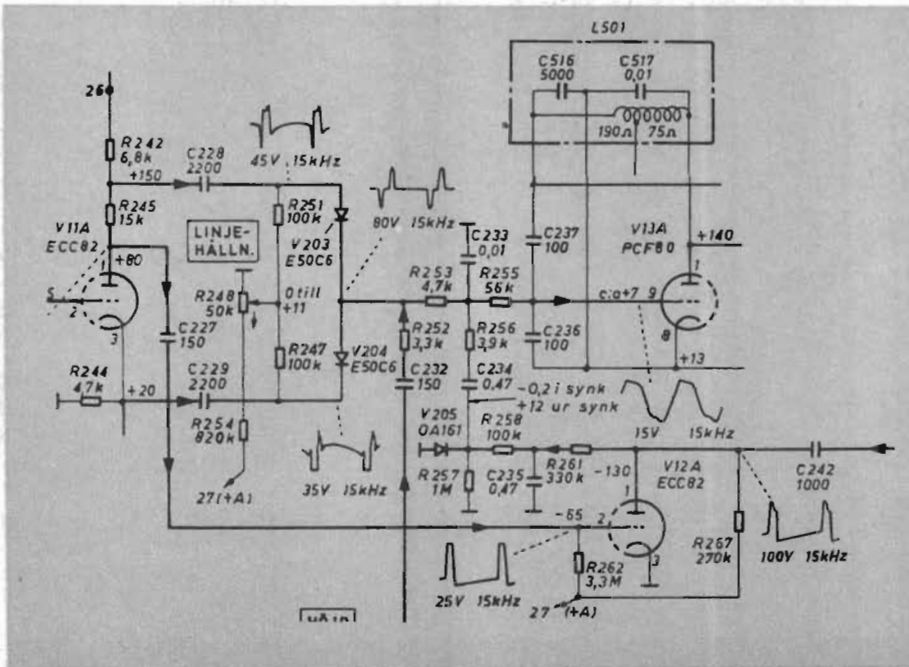 L501
C516
5000
C517
0,01
190Ω
75Ω
26
R242
6,8k
C228
2200
+150
45V 15kHz
R245
15k
V11A
ECC82
1
+80
2
3
S
LINJE-
HÅLLN.
R251
100k
V203
E50C6
80V 15kHz
C233
0,01
C237
100
V13A
PCF80
+140
1
R248
50k
0 till
+11
R253
4,7k
R255
56k
c:a+7
9
8
+13
C227
150
R244
4,7k
+20
C229
2200
R247
100k
V204
E50C6
R252
3,3k
R256
3,9k
C236
100
C232
150
C234
0,47
-0,2 i synk
+12 ur synk
15V 15kHz
R254
820k
27(+A)
35V 15kHz
V205
OA161
R258
100k
R257
1M
C235
0,47
R261
330k
-130
V12A
ECC82
1
C242
1000
-65
2
3
R267
270k
100V 15kHz
25V 15kHz
R262
3,3M
27 (+A)